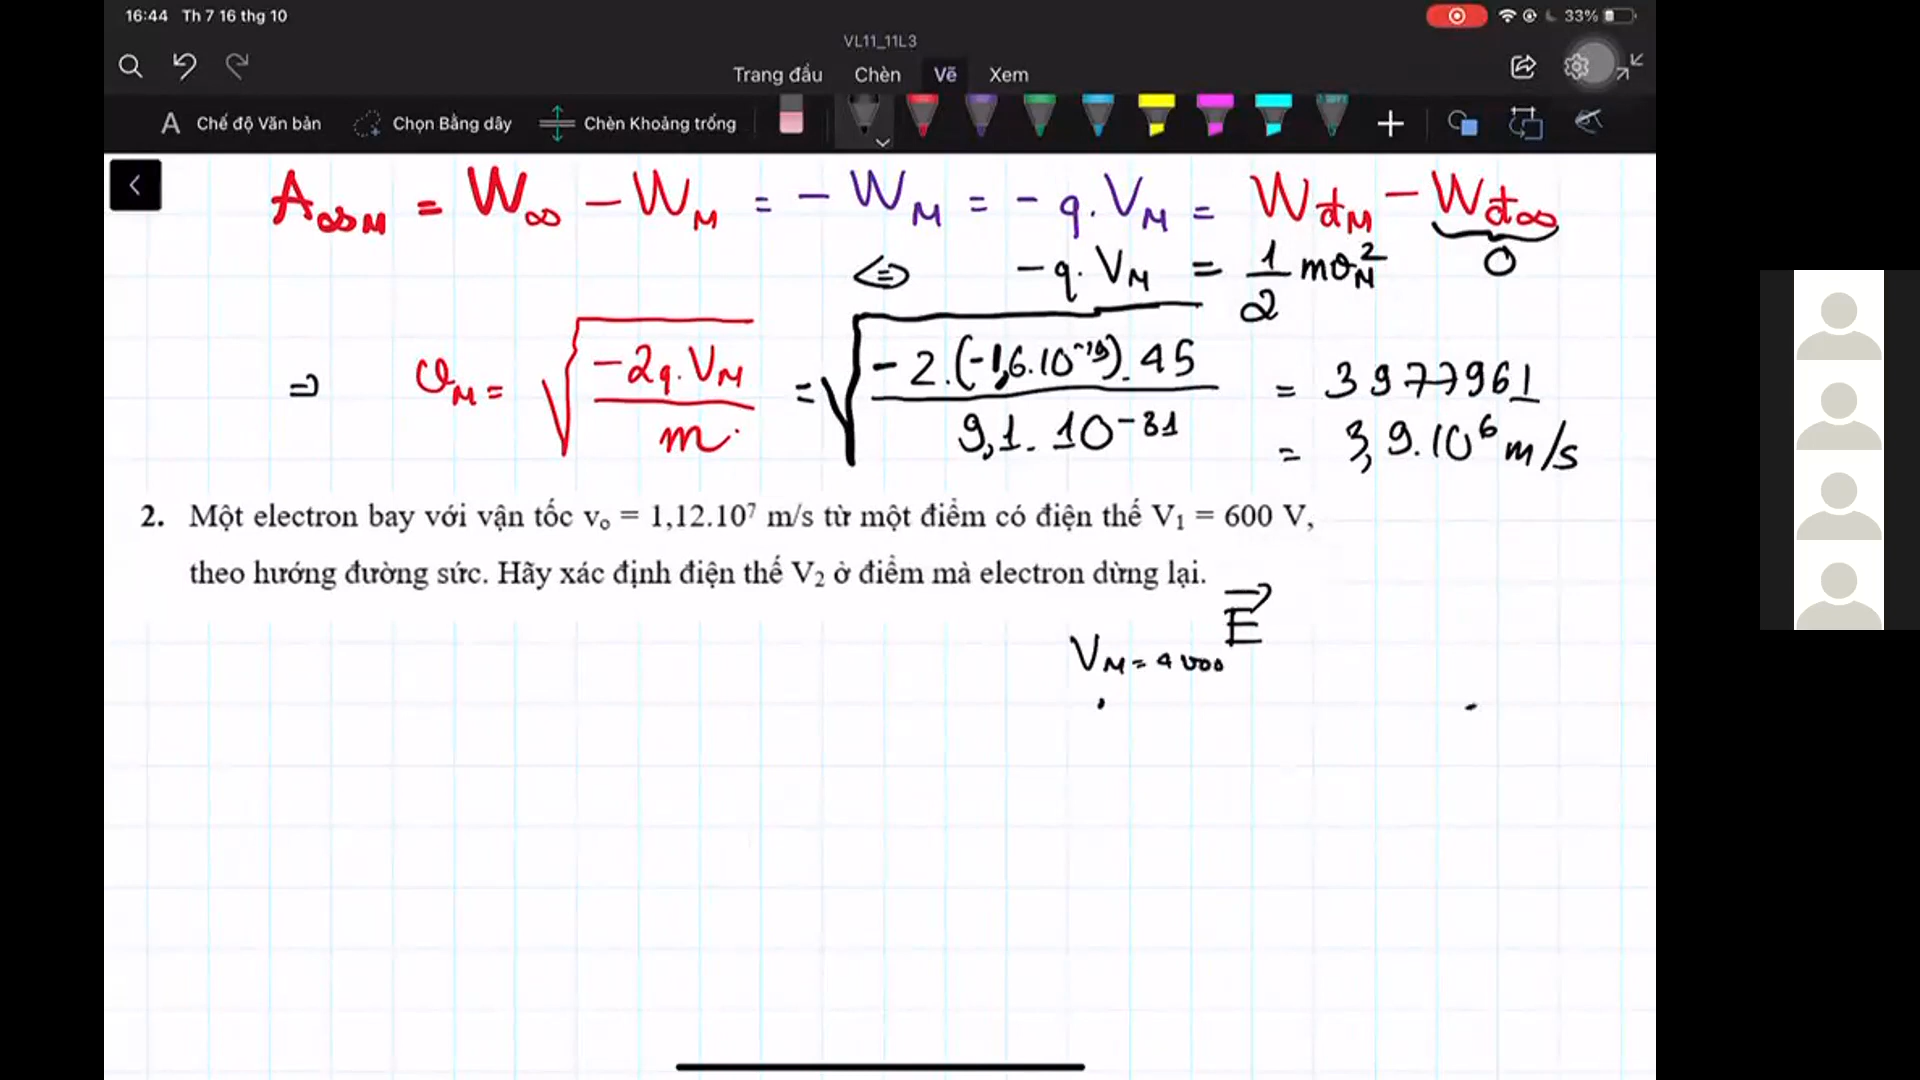 16:44 Th 7 16 thg 10
33%
VL11_11L3
Trang đầu Chèn Vẽ Xem
Chế độ Văn bản Chọn Bằng dây Chèn Khoảng trống
A∞M = W∞ - WM = - WM = - q.VM = WđM - Wđ∞
<=> - q.VM = 1/2 mvM² 0
=> vM = √(-2q.VM / m) = √(-2.(-1,6.10⁻¹⁹).45 / 9,1.10⁻³¹) = 3977961
= 3,9.10⁶ m/s
2. Một electron bay với vận tốc vₒ = 1,12.10⁷ m/s từ một điểm có điện thế V₁ = 600 V,
theo hướng đường sức. Hãy xác định điện thế V₂ ở điểm mà electron dừng lại.
E
VM =